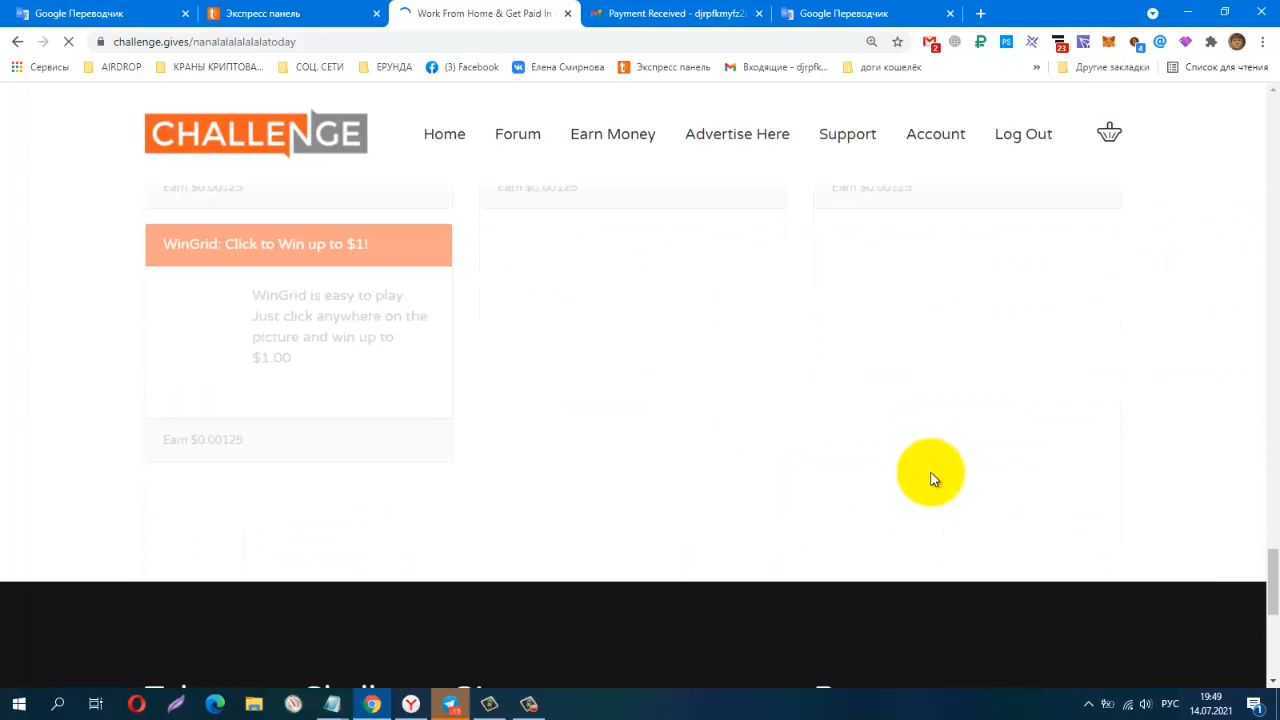 Google Переводчик
Экспресс панель
Work From Home & Get Paid In
Payment Received - djrpfkmyfz2
Google Переводчик
challenge.gives/nanalalalalalatoday
2
23
4
Сервисы
AIRDROP
КРАНЫ КРИПТОВА...
СОЦ. СЕТИ
ЕРУНДА
(3) Facebook
Елена Смирнова
Экспресс панель
Входящие - djrpfk...
доги кошелёк
»
Другие закладки
Список для чтения
CHALLENGE
Home
Forum
Earn Money
Advertise Here
Support
Account
Log Out
Earn $0.00125
Earn $0.00125
Earn $0.00125
WinGrid: Click to Win up to $1!
WinGrid is easy to play.
Just click anywhere on the
picture and win up to
$1.00
Earn $0.00125
РУС
19:49
14.07.2021